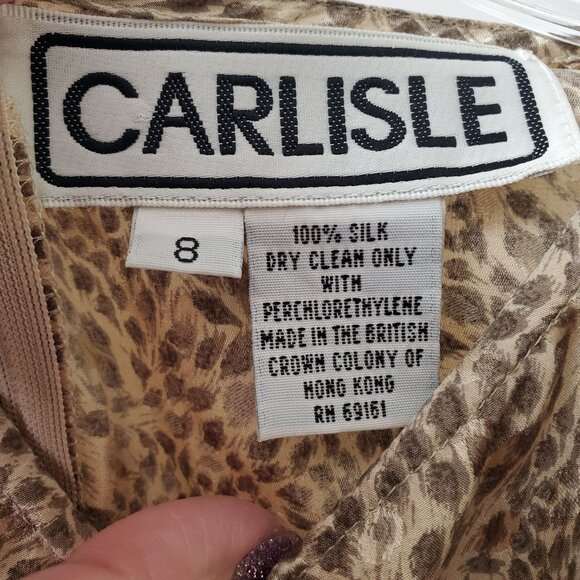 CARLISLE
8
100% SILK
DRY CLEAN ONLY
WITH
PERCHLORETHYLENE
MADE IN THE BRITISH
CROWN COLONY OF
HONG KONG
RN 69161